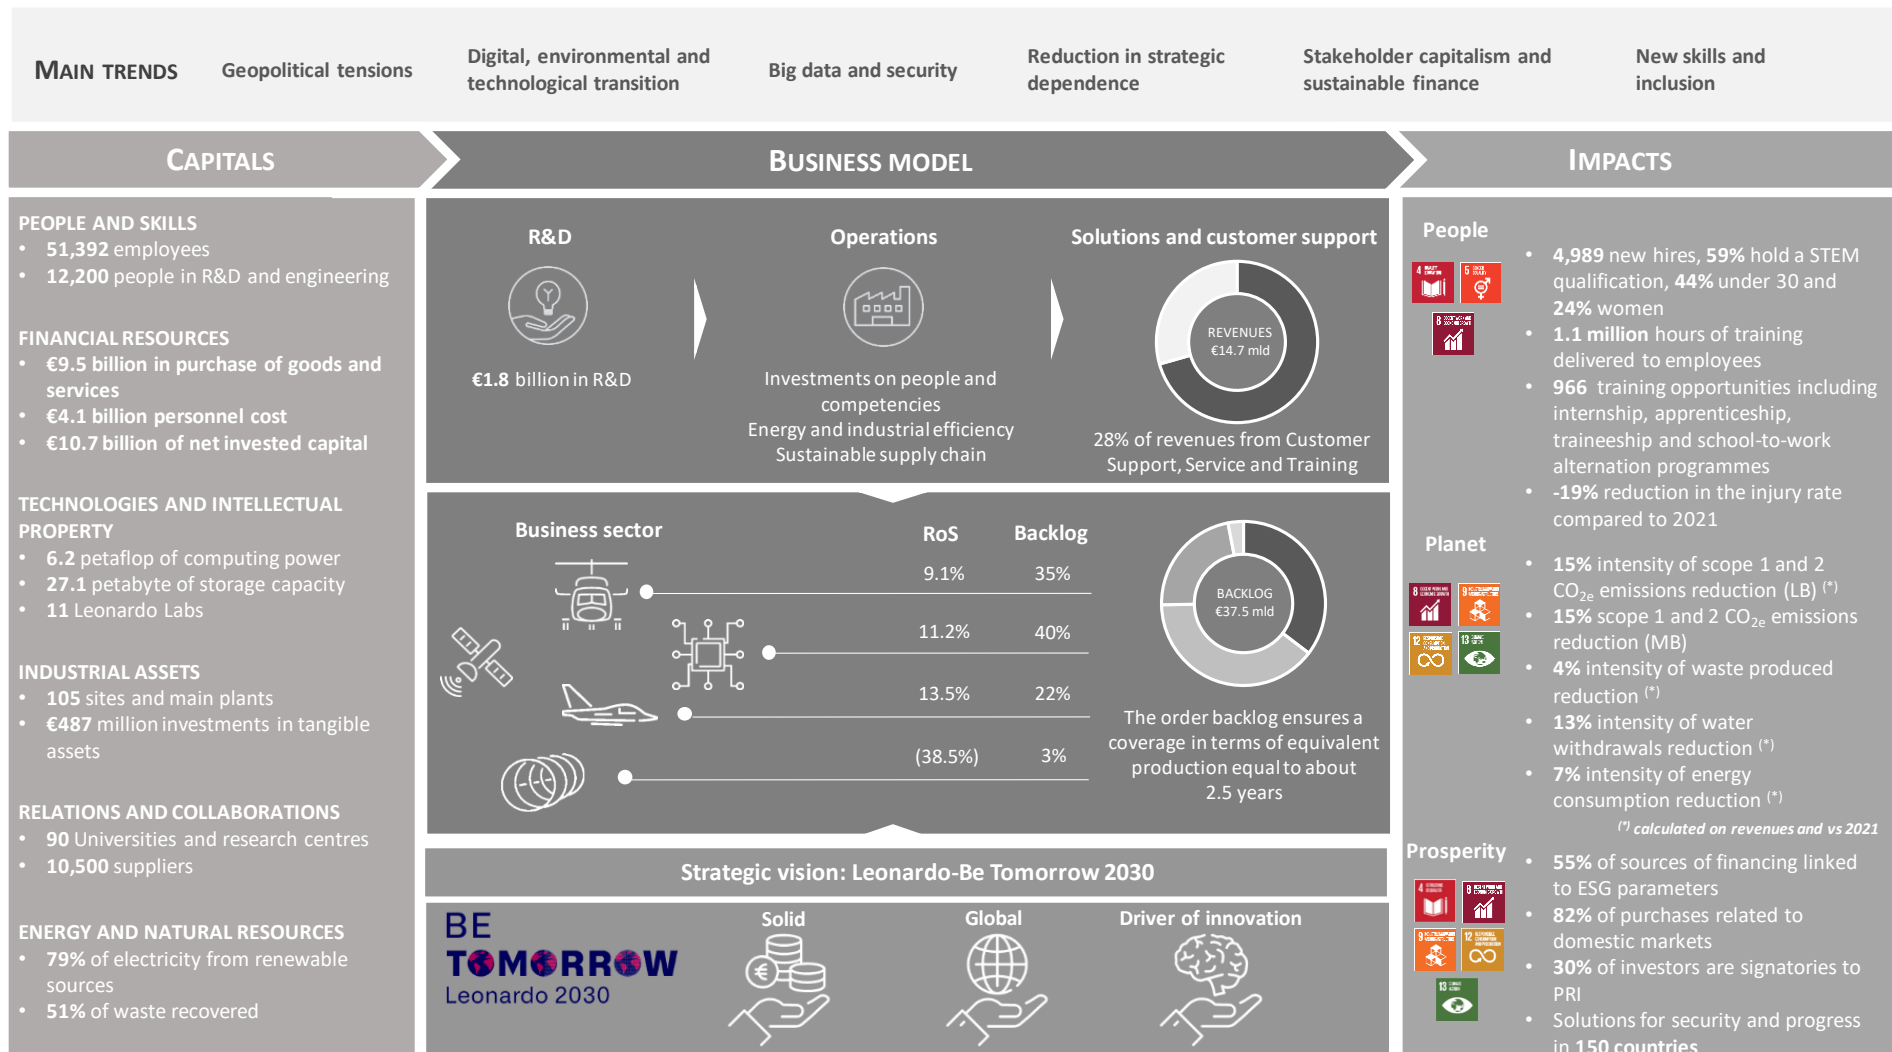 MAIN TRENDS
Geopolitical tensions
Digital, environmental and
technological transition
Big data and security
Reduction in strategic
dependence
Stakeholder capitalism and
sustainable finance
New skills and
inclusion
CAPITALS
BUSINESS MODEL
IMPACTS
PEOPLE AND SKILLS
• 51,392 employees
• 12,200 people in R&D and engineering
FINANCIAL RESOURCES
• €9.5 billion in purchase of goods and
services
• €4.1 billion personnel cost
• €10.7 billion of net invested capital
TECHNOLOGIES AND INTELLECTUAL
PROPERTY
• 6.2 petaflop of computing power
• 27.1 petabyte of storage capacity
• 11 Leonardo Labs
INDUSTRIAL ASSETS
• 105 sites and main plants
• €487 million investments in tangible
assets
RELATIONS AND COLLABORATIONS
• 90 Universities and research centres
• 10,500 suppliers
ENERGY AND NATURAL RESOURCES
• 79% of electricity from renewable
sources
• 51% of waste recovered
R&D
€1.8 billion in R&D
Operations
Investments on people and
competencies
Energy and industrial efficiency
Sustainable supply chain
Solutions and customer support
REVENUES
€14.7 mld
28% of revenues from Customer
Support, Service and Training
Business sector
RoS
Backlog
9.1%
35%
11.2%
40%
13.5%
22%
(38.5%)
3%
BACKLOG
€37.5 mld
The order backlog ensures a
coverage in terms of equivalent
production equal to about
2.5 years
Strategic vision: Leonardo-Be Tomorrow 2030
BE
TOMORROW
Leonardo 2030
Solid
€
Global
Driver of innovation
People
4
5
8
• 4,989 new hires, 59% hold a STEM
qualification, 44% under 30 and
24% women
• 1.1 million hours of training
delivered to employees
• 966 training opportunities including
internship, apprenticeship,
traineeship and school-to-work
alternation programmes
• -19% reduction in the injury rate
compared to 2021
Planet
8
9
12
13
• 15% intensity of scope 1 and 2
CO2e emissions reduction (LB) (*)
• 15% scope 1 and 2 CO2e emissions
reduction (MB)
• 4% intensity of waste produced
reduction (*)
• 13% intensity of water
withdrawals reduction (*)
• 7% intensity of energy
consumption reduction (*)
(*) calculated on revenues and vs 2021
Prosperity
4
8
9
12
13
• 55% of sources of financing linked
to ESG parameters
• 82% of purchases related to
domestic markets
• 30% of investors are signatories to
PRI
• Solutions for security and progress
in 150 countries